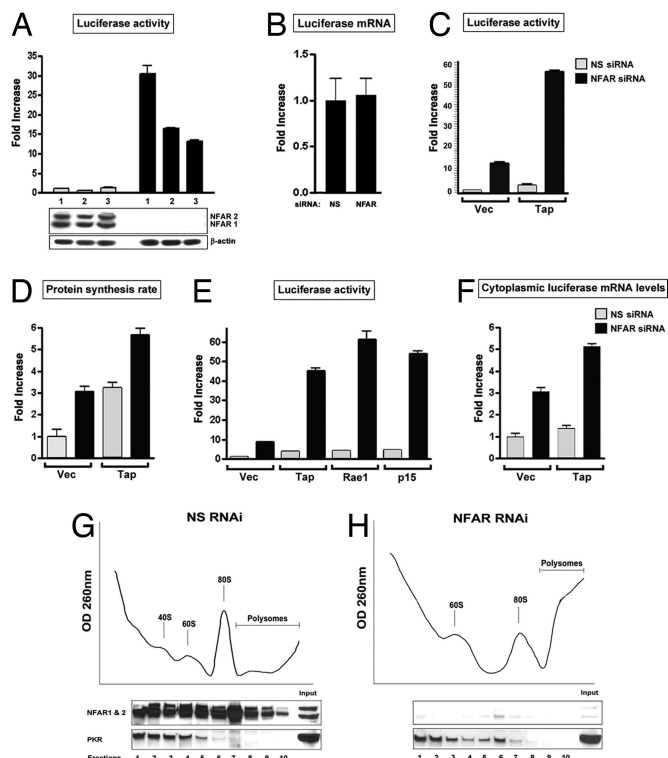 A
Luciferase activity
Fold Increase
35
30
25
20
15
10
5
0
1 2 3 1 2 3
NFAR 2
NFAR 1
β-actin
B
Luciferase mRNA
Fold Increase
1.5
1.0
0.5
0.0
siRNA: NS NFAR
C
Luciferase activity
NS siRNA
NFAR siRNA
Fold Increase
60
50
40
30
20
10
0
Vec Tap
D
Protein synthesis rate
Fold Increase
6
5
4
3
2
1
0
Vec Tap
E
Luciferase activity
Fold Increase
60
50
40
30
20
10
0
Vec Tap Rae1 p15
F
Cytoplasmic luciferase mRNA levels
NS siRNA
NFAR siRNA
Fold Increase
6
5
4
3
2
1
0
Vec Tap
G
NS RNAi
OD 260nm
40S
60S
80S
Polysomes
Input
NFAR1 & 2
PKR
Fractions 1 2 3 4 5 6 7 8 9 10
H
NFAR RNAi
OD 260nm
60S
80S
Polysomes
Input
1 2 3 4 5 6 7 8 9 10